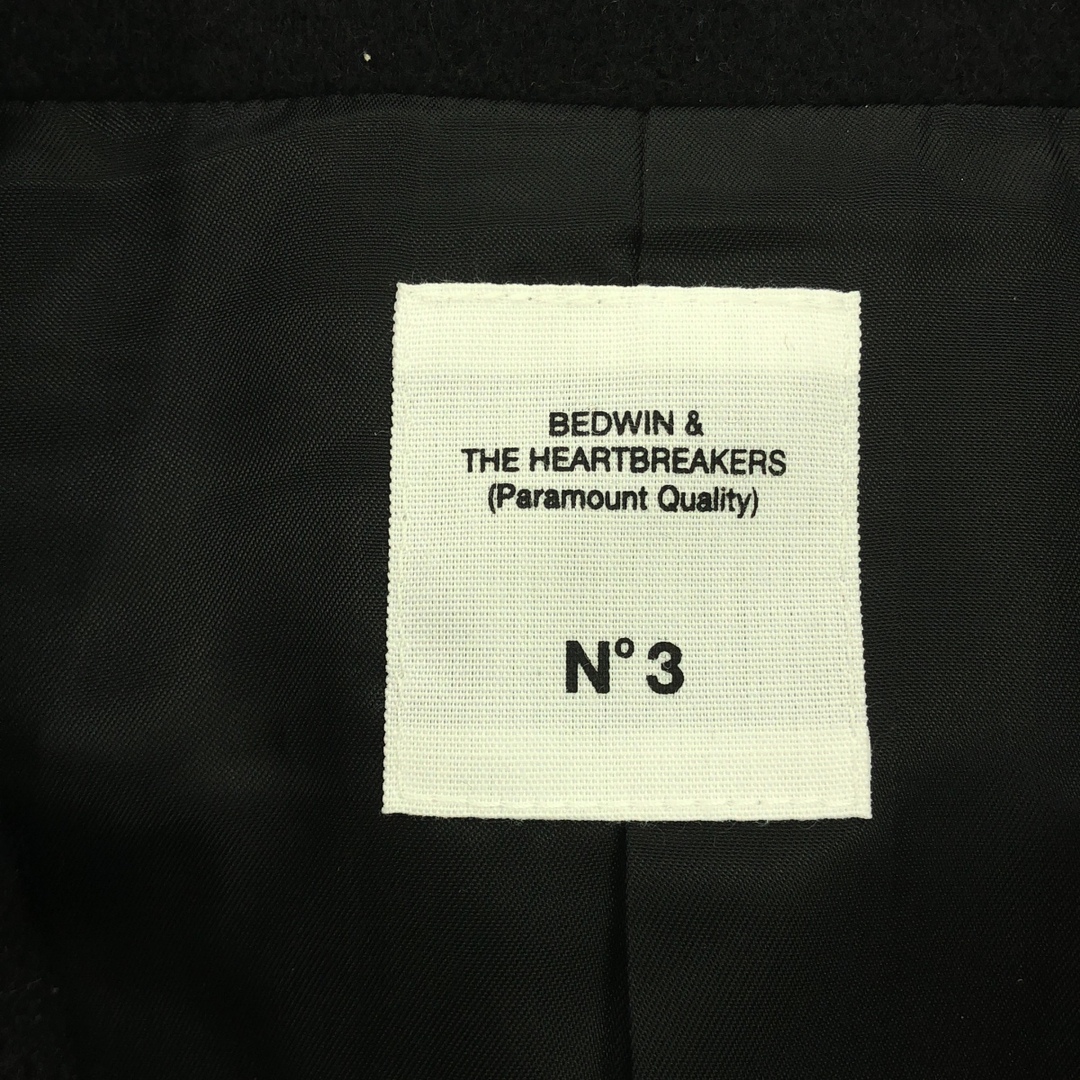 BEDWIN &
THE HEARTBREAKERS
(Paramount Quality)
N° 3